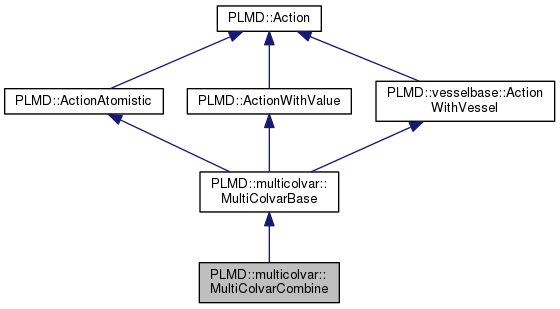 PLMD::Action
PLMD::ActionAtomistic
PLMD::ActionWithValue
PLMD::vesselbase::Action
WithVessel
PLMD::multicolvar::
MultiColvarBase
PLMD::multicolvar::
MultiColvarCombine